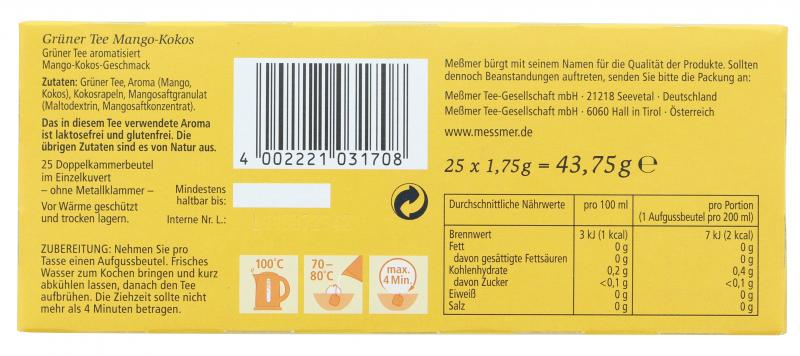 Grüner Tee Mango-Kokos
Grüner Tee aromatisiert
Mango-Kokos-Geschmack
Zutaten: Grüner Tee, Aroma (Mango,
Kokos), Kokosrapeln, Mangosaftgranulat
(Maltodextrin, Mangosaftkonzentrat).
Das in diesem Tee verwendete Aroma
ist laktosefrei und glutenfrei. Die
übrigen Zutaten sind es von Natur aus.
25 Doppelkammerbeutel
im Einzelkuvert
– ohne Metallklammer –
Vor Wärme geschützt
und trocken lagern.
Mindestens
haltbar bis:
Interne Nr. L.:
ZUBEREITUNG: Nehmen Sie pro
Tasse einen Aufgussbeutel. Frisches
Wasser zum Kochen bringen und kurz
abkühlen lassen, danach den Tee
aufbrühen. Die Ziehzeit sollte nicht
mehr als 4 Minuten betragen.
4 002221 031708
100°C
70–
80°C
max.
4 Min.
Meßmer bürgt mit seinem Namen für die Qualität der Produkte. Sollten
dennoch Beanstandungen auftreten, senden Sie bitte die Packung an:
Meßmer Tee-Gesellschaft mbH · 21218 Seevetal · Deutschland
Meßmer Tee-Gesellschaft mbH · 6060 Hall in Tirol · Österreich
www.messmer.de
25 x 1,75g = 43,75g ℮
Durchschnittliche Nährwerte pro 100 ml pro Portion
(1 Aufgussbeutel pro 200 ml)
Brennwert 3 kJ (1 kcal) 7 kJ (2 kcal)
Fett 0 g 0 g
davon gesättigte Fettsäuren 0 g 0 g
Kohlenhydrate 0,2 g 0,4 g
davon Zucker <0,1 g <0,1 g
Eiweiß 0 g 0 g
Salz 0 g 0 g